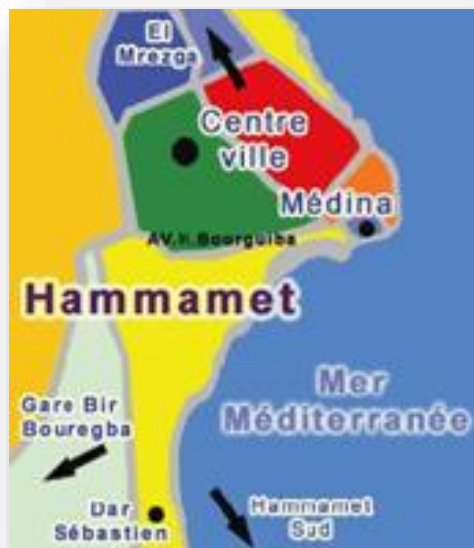 El
Mrezga
Centre
ville
Médina
AV.H.Bourguiba
Hammamet
Mer
Méditerranée
Gare Bir
Bouregba
Dar
Sébastien
Hammamet
Sud